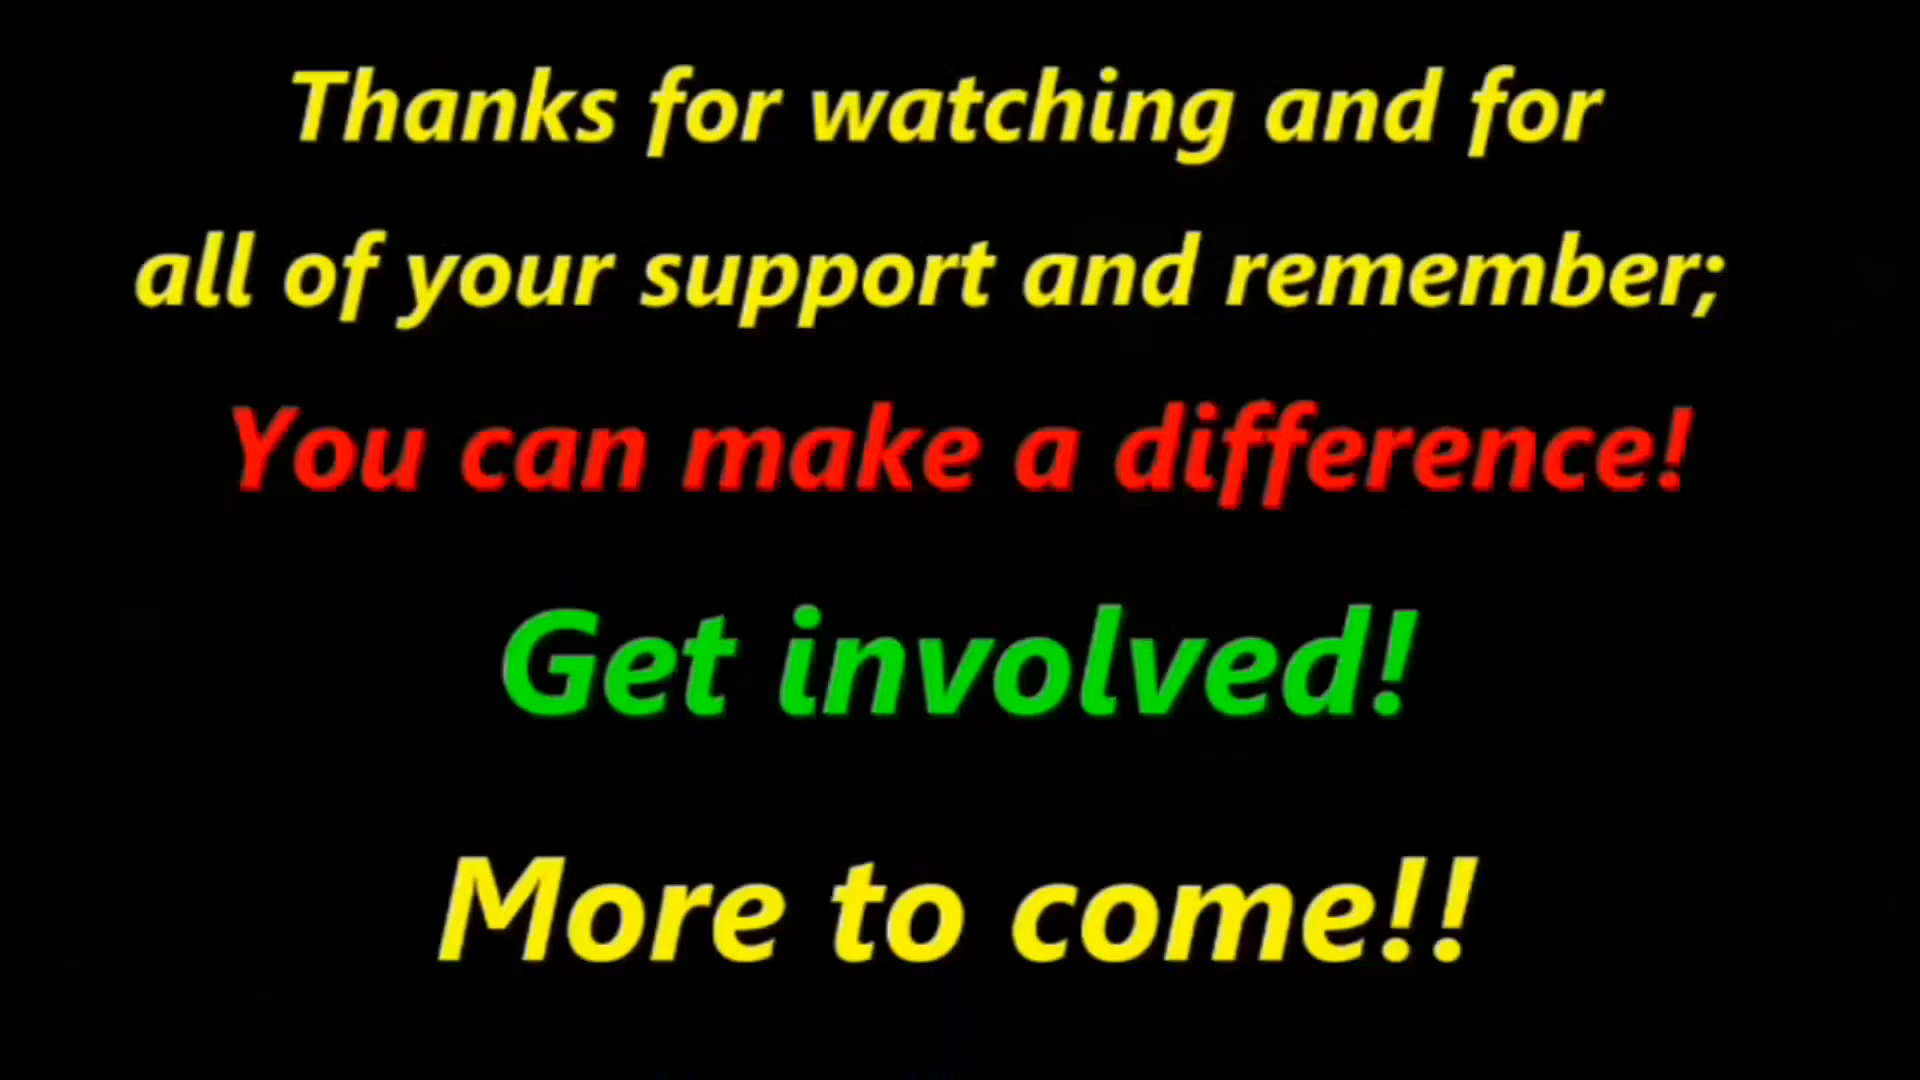 Thanks for watching and for
all of your support and remember;
You can make a difference!
Get involved!
More to come!!